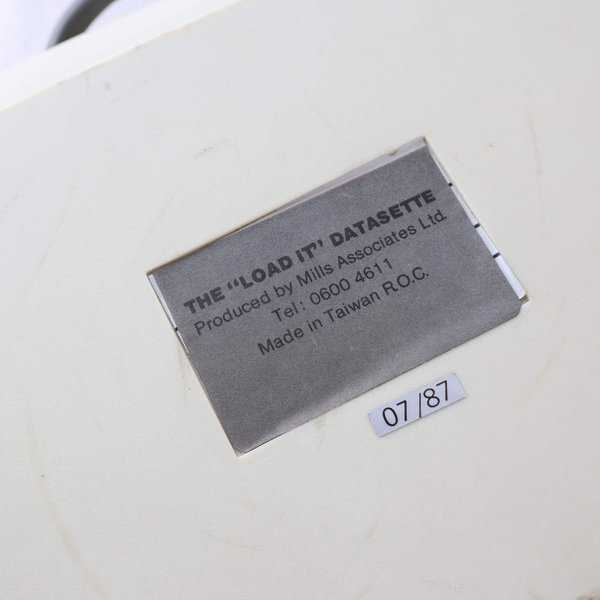 THE “LOAD IT” DATASETTE
Produced by Mills Associates Ltd.
Tel: 0600 4611
Made in Taiwan R.O.C.
07/87